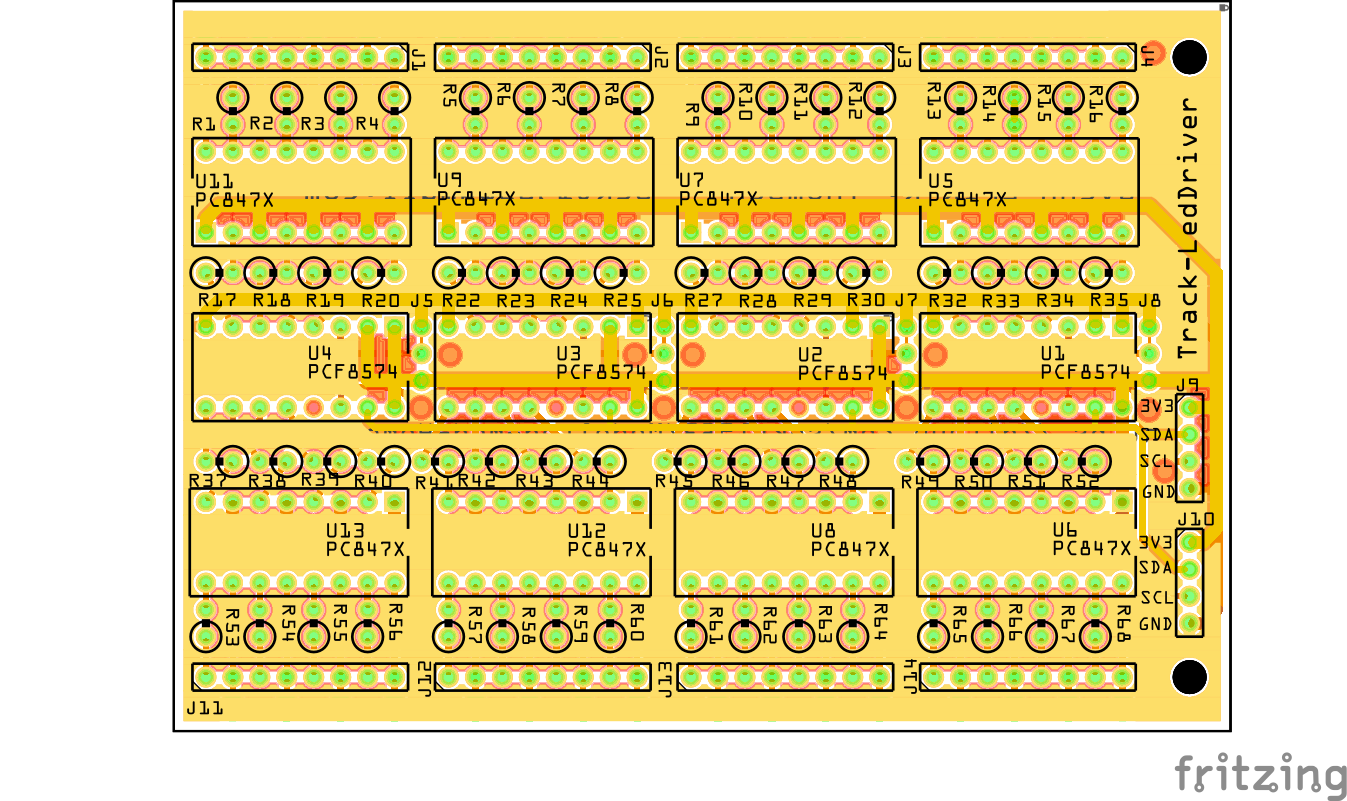 J1 J2 J3 J4
R5 R6 R7 R8 R9 R10 R11 R12 R13 R14 R15 R16
R1 R2 R3 R4
U11 U9 U7 U5
PC847X PC847X PC847X PC847X
Track-LedDriver
R17 R18 R19 R20 J5 R22 R23 R24 R25 J6 R27 R28 R29 R30 J7 R32 R33 R34 R35 J8
U4 U3 U2 U1
PCF8574 PCF8574 PCF8574 PCF8574
J9
3V3
SDA
SCL
GND
R37 R38 R39 R40 R41 R42 R43 R44 R45 R46 R47 R48 R49 R50 R51 R52
J10
U13 U12 U8 U6
PC847X PC847X PC847X PC847X
3V3
SDA
SCL
GND
R53 R54 R55 R56 R57 R58 R59 R60 R61 R62 R63 R64 R65 R66 R67 R68
J12 J13 J14
J11
fritzing